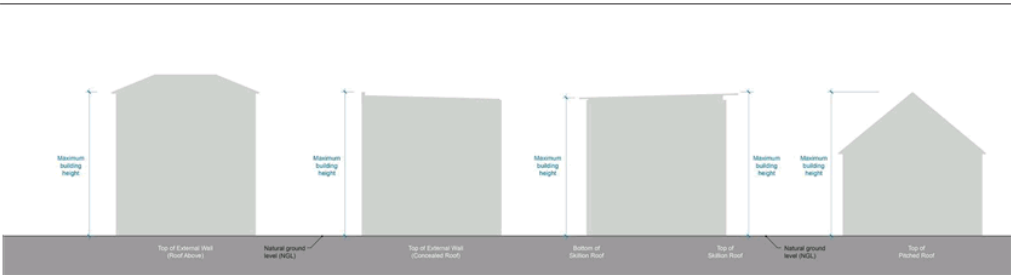 Maximum
building
height
Maximum
building
height
Maximum
building
height
Maximum
building
height
Maximum
building
height
Top of External Wall
(Roof Above)
Natural ground
level (NGL)
Top of External Wall
(Concealed Roof)
Bottom of
Skillion Roof
Top of
Skillion Roof
Natural ground
level (NGL)
Top of
Pitched Roof